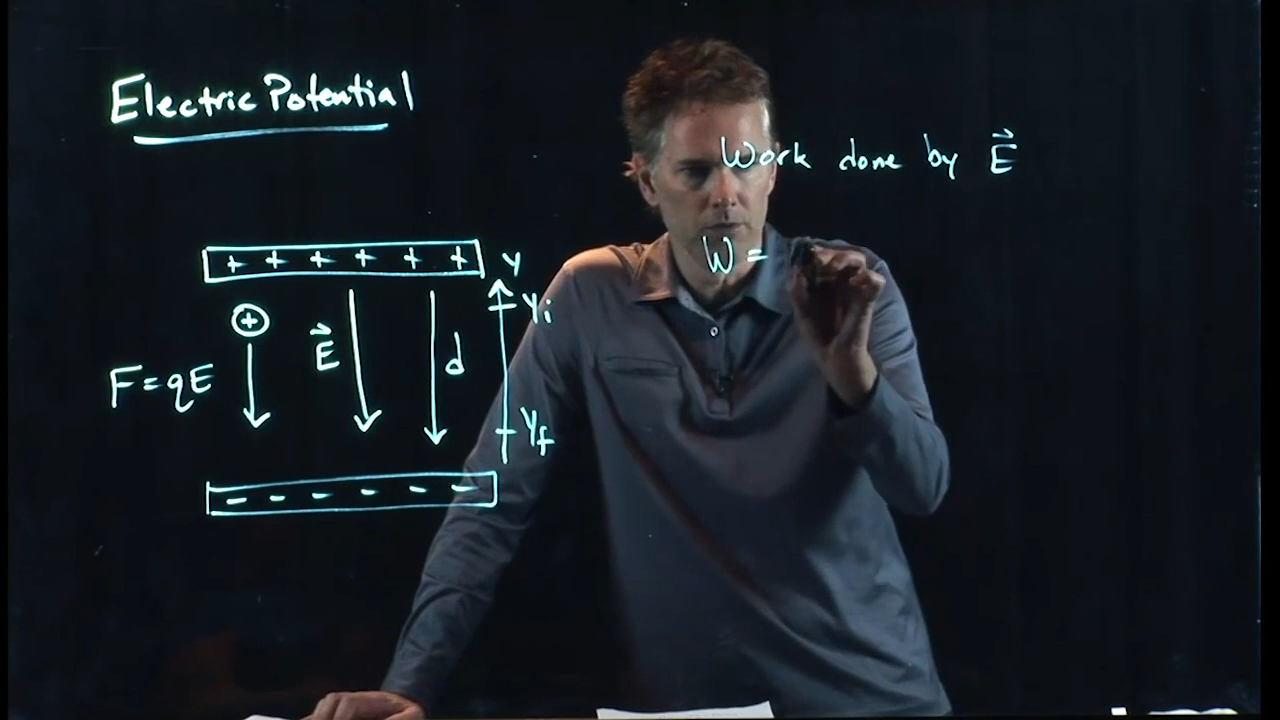 Electric Potential
Work done by E⃗
W =
+ + + + + +
y
+
yi
E⃗
d
F = qE
yf
- - - - - -